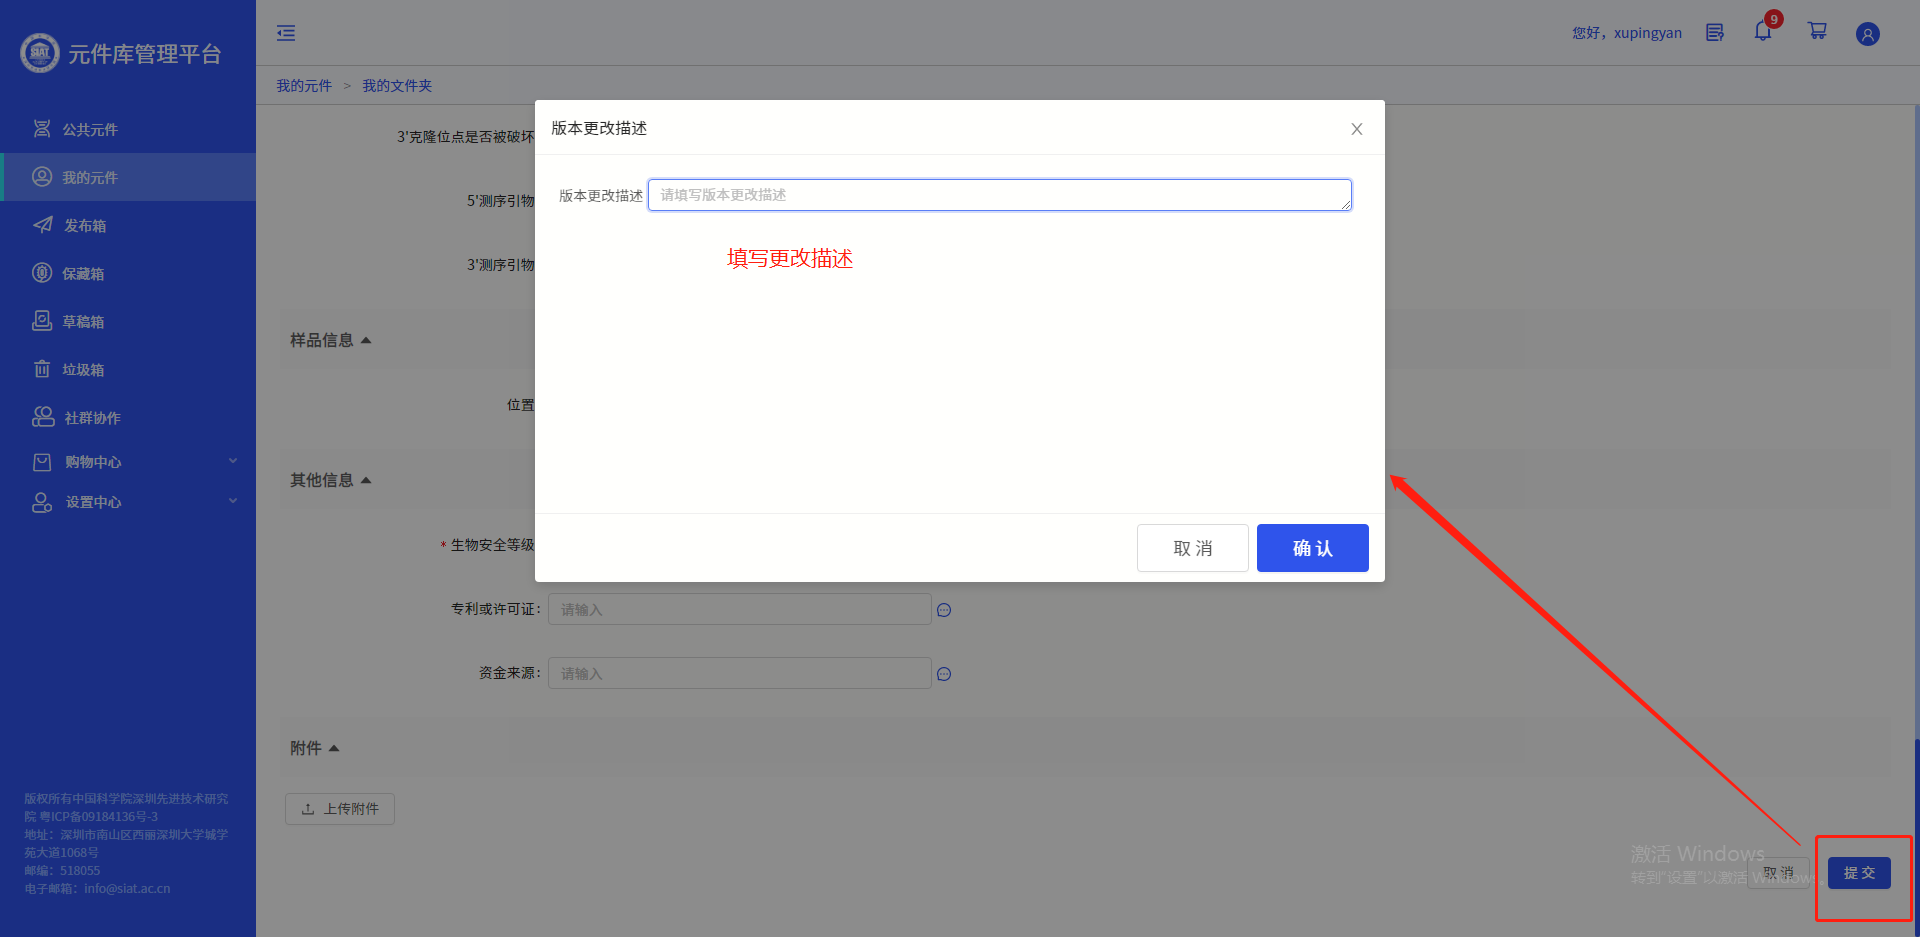 SIAT
元件库管理平台
公共元件
我的元件
发布箱
保藏箱
草稿箱
垃圾箱
社群协作
购物中心
设置中心
版权所有中国科学院深圳先进技术研究
院 粤ICP备09184136号-3
地址：深圳市南山区西丽深圳大学城学
苑大道1068号
邮编：518055
电子邮箱：info@siat.ac.cn
您好，xupingyan
9
我的元件 > 我的文件夹
3'克隆位点是否被破坏
5'测序引物
3'测序引物
样品信息
位置
其他信息
* 生物安全等级
专利或许可证：
请输入
资金来源：
请输入
附件
上传附件
版本更改描述
版本更改描述
请填写版本更改描述
填写更改描述
取 消
确 认
激活 Windows
转到"设置"以激活 Windows。
取 消
提 交